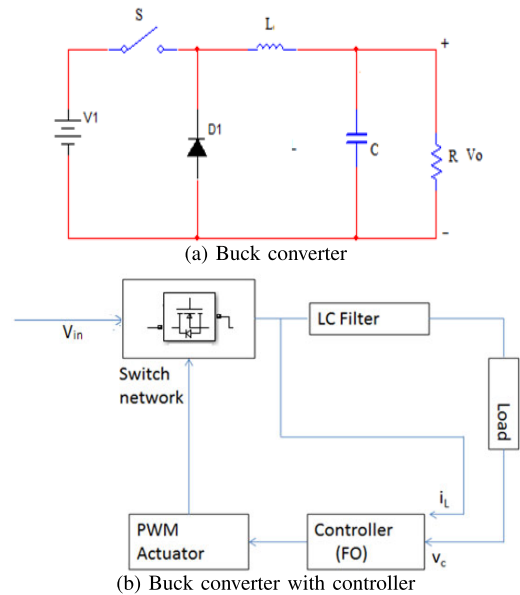 S
L
+
V1
D1
-
C
R Vo
-
(a) Buck converter
LC Filter
Vin
Switch
network
Load
iL
PWM
Actuator
Controller
(FO)
vc
(b) Buck converter with controller